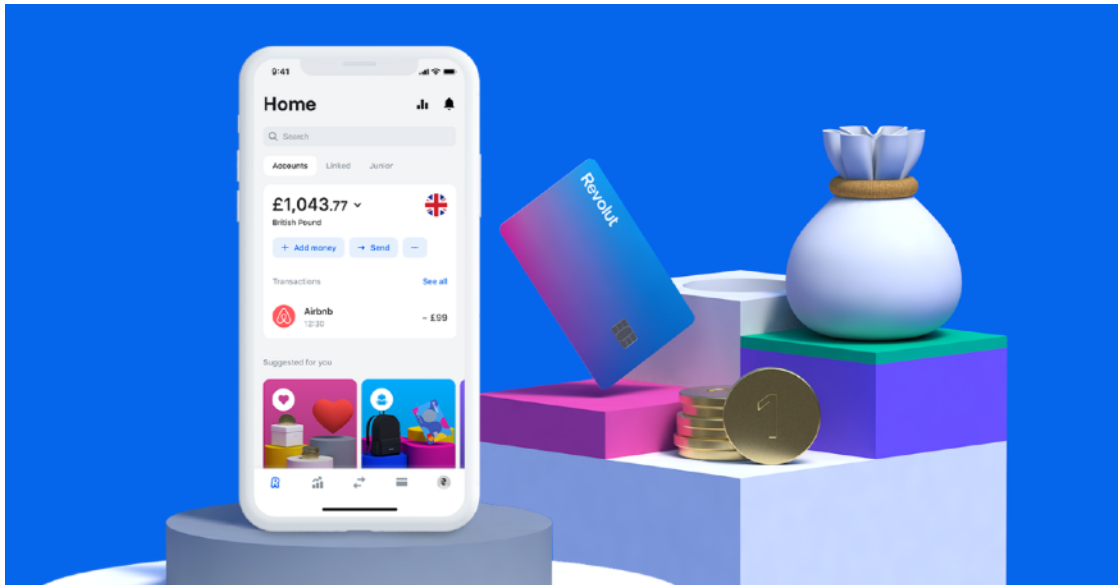 9:41
Home
Search
Accounts Linked Junior
£1,043.77
British Pound
+ Add money → Send ...
Transactions See all
Airbnb - £99
12:30
Suggested for you
Revolut
1